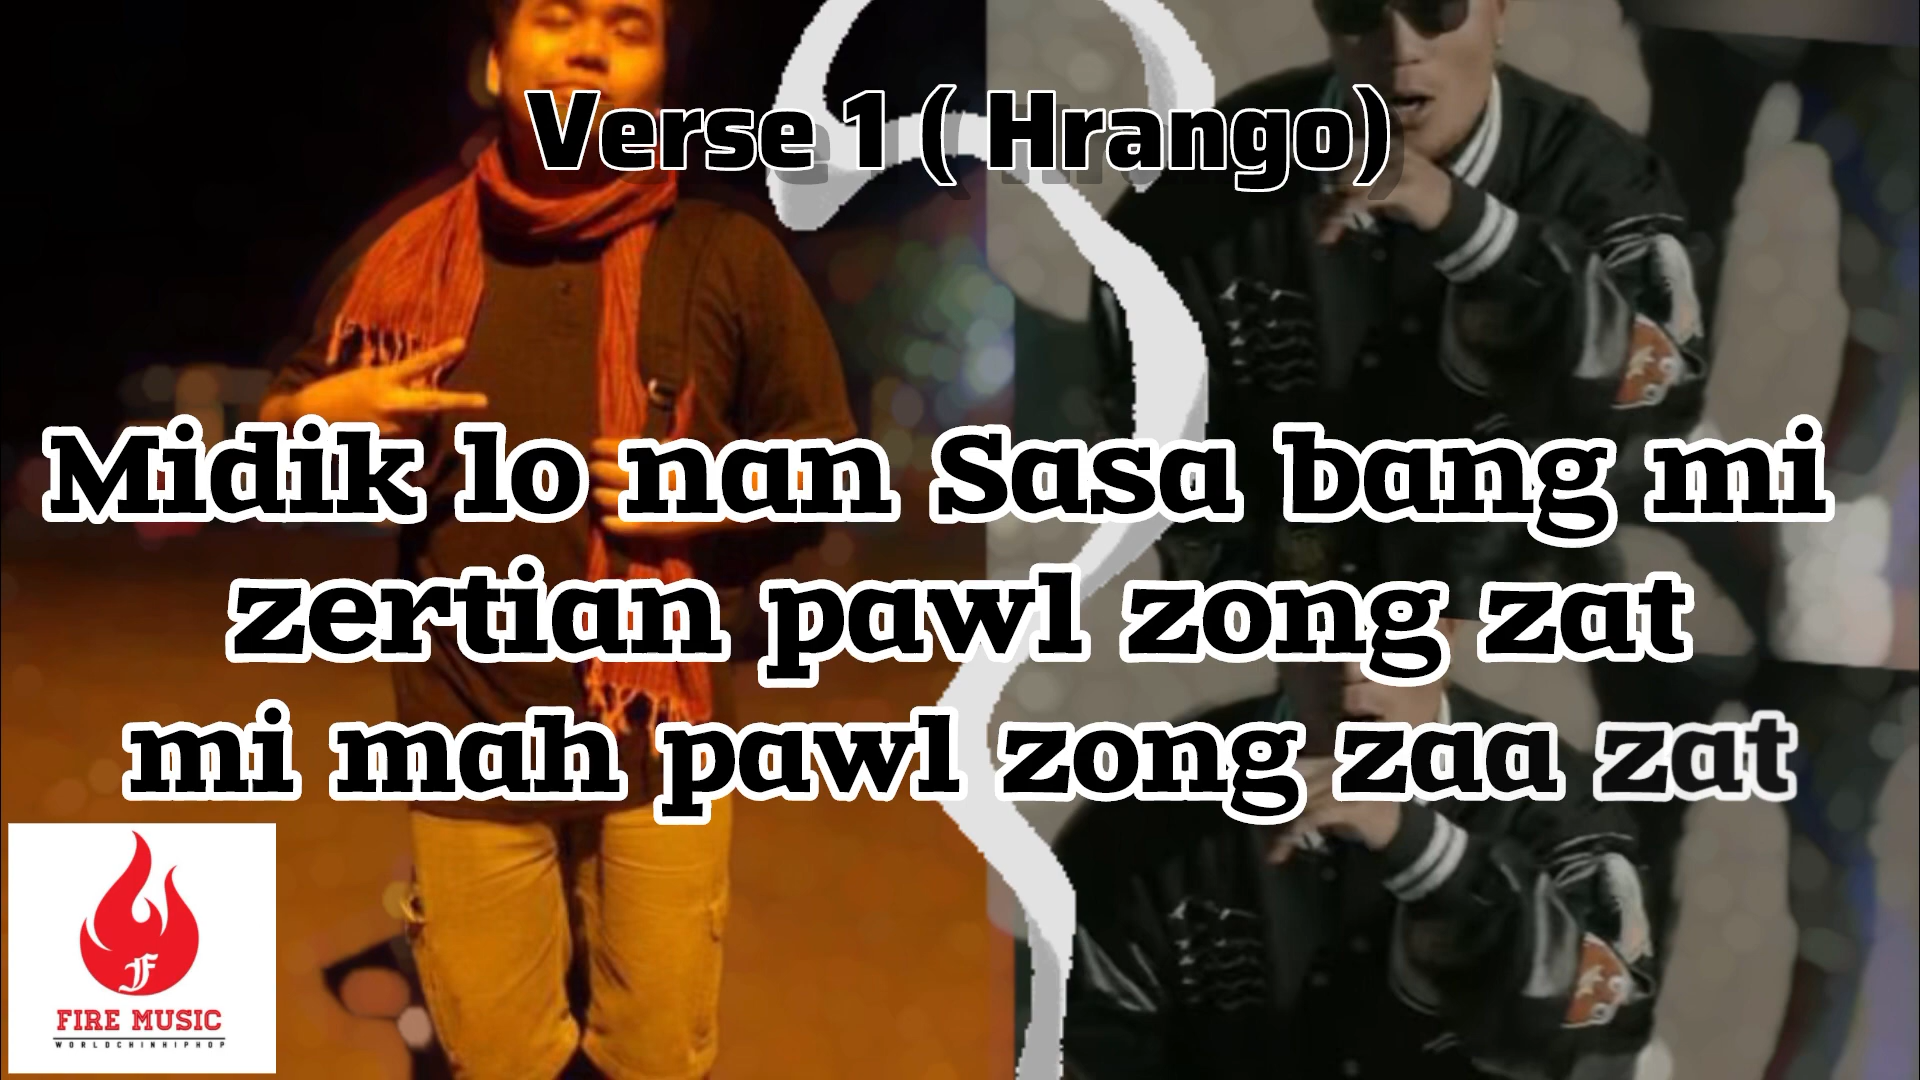 Verse 1 ( Hrango)
Midik lo nan Sasa bang mi
zertian pawl zong zat
mi mah pawl zong zaa zat
F
FIRE MUSIC
WORLDCHINHIPHOP